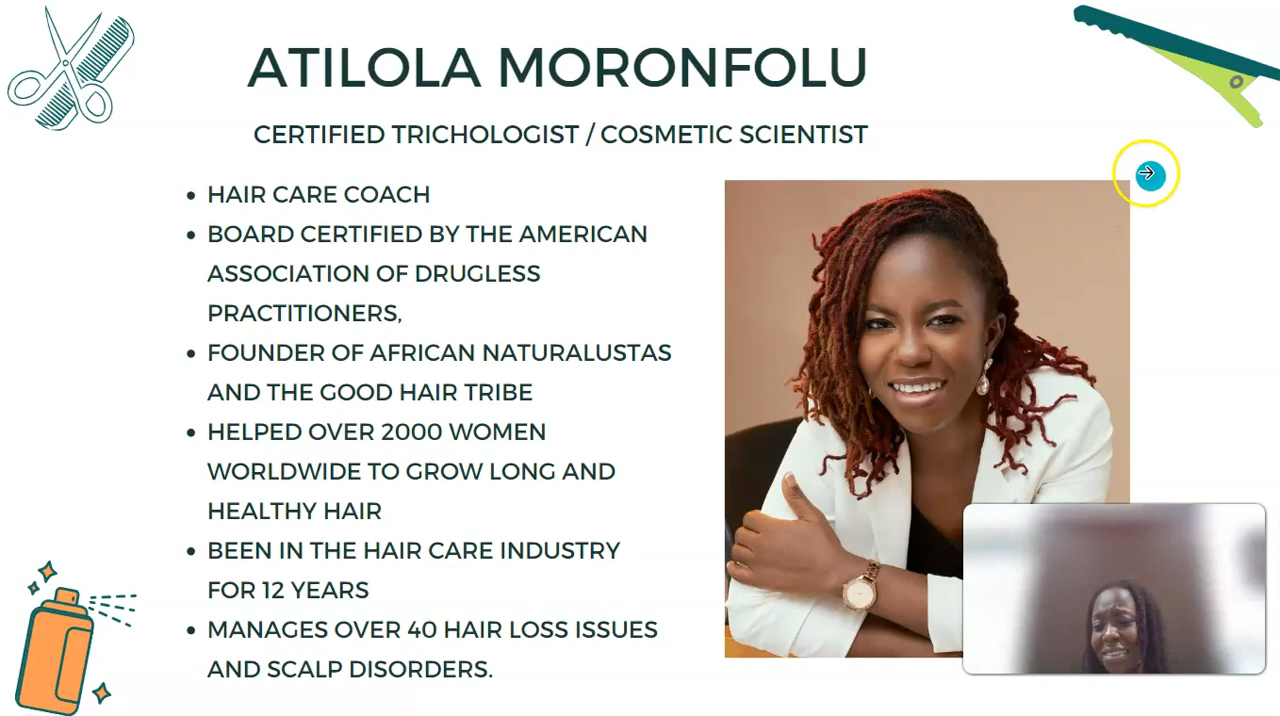 ATILOLA MORONFOLU
CERTIFIED TRICHOLOGIST / COSMETIC SCIENTIST
• HAIR CARE COACH
• BOARD CERTIFIED BY THE AMERICAN
ASSOCIATION OF DRUGLESS
PRACTITIONERS,
• FOUNDER OF AFRICAN NATURALUSTAS
AND THE GOOD HAIR TRIBE
• HELPED OVER 2000 WOMEN
WORLDWIDE TO GROW LONG AND
HEALTHY HAIR
• BEEN IN THE HAIR CARE INDUSTRY
FOR 12 YEARS
• MANAGES OVER 40 HAIR LOSS ISSUES
AND SCALP DISORDERS.